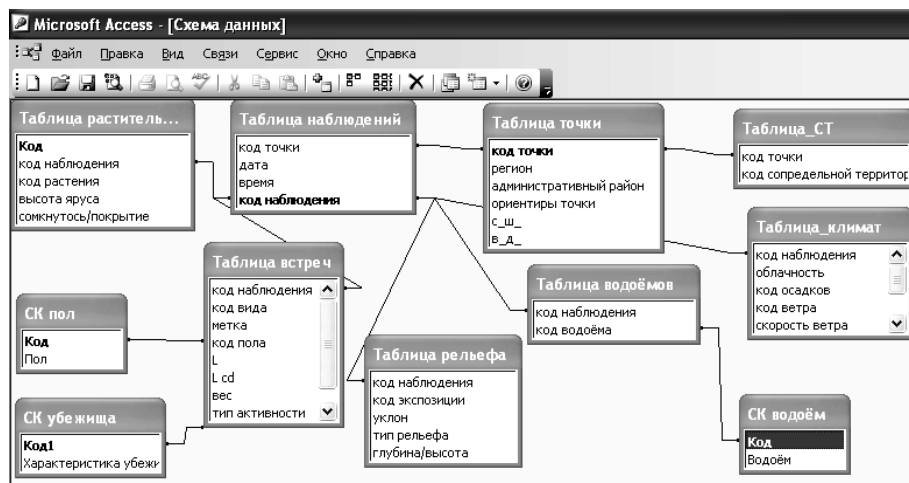 Microsoft Access - [Схема данных]
Файл Правка Вид Связи Сервис Окно Справка
Таблица раститель...
Код
код наблюдения
код растения
высота яруса
сомкнутось/покрытие
Таблица наблюдений
код точки
дата
время
код наблюдения
Таблица точки
код точки
регион
административный район
ориентиры точки
с_ш_
в_д_
Таблица_СТ
код точки
код сопредельной территор
Таблица_климат
код наблюдения
облачность
код осадков
код ветра
скорость ветра
Таблица встреч
код наблюдения
код вида
метка
код пола
L
L cd
вес
тип активности
Таблица водоёмов
код наблюдения
код водоёма
СК пол
Код
Пол
Таблица рельефа
код наблюдения
код экспозиции
уклон
тип рельефа
глубина/высота
СК убежища
Код1
Характеристика убежи
СК водоём
Код
Водоём